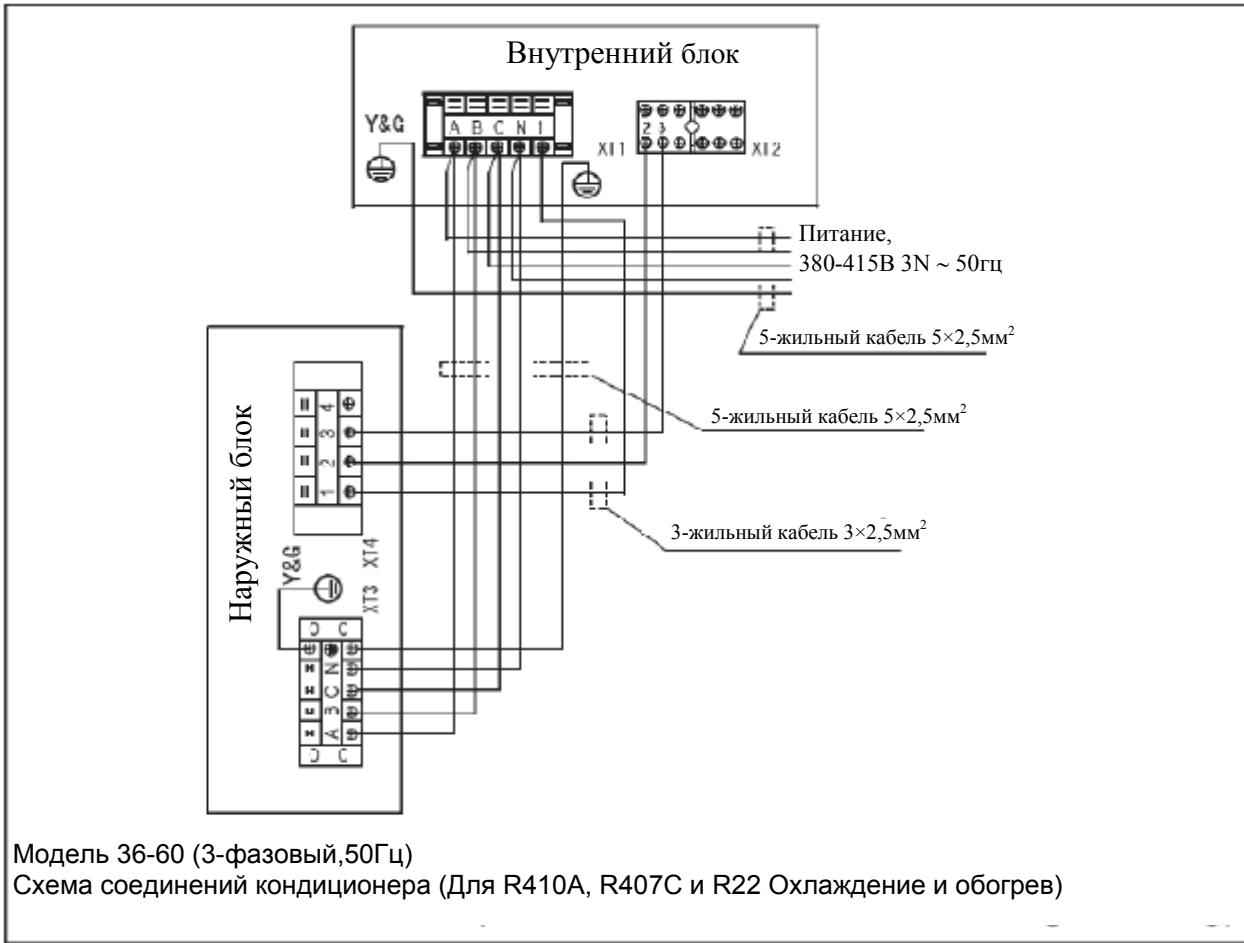 Внутренний блок
Y&G
A B C N 1
2 3
XT1
XT2
Питание,
380-415В 3N ~ 50гц
5-жильный кабель 5×2,5мм²
5-жильный кабель 5×2,5мм²
3-жильный кабель 3×2,5мм²
Наружный блок
1 2 3 4
Y&G
XT4
XT3
A B C N
Модель 36-60 (3-фазовый,50Гц)
Схема соединений кондиционера (Для R410A, R407C и R22 Охлаждение и обогрев)